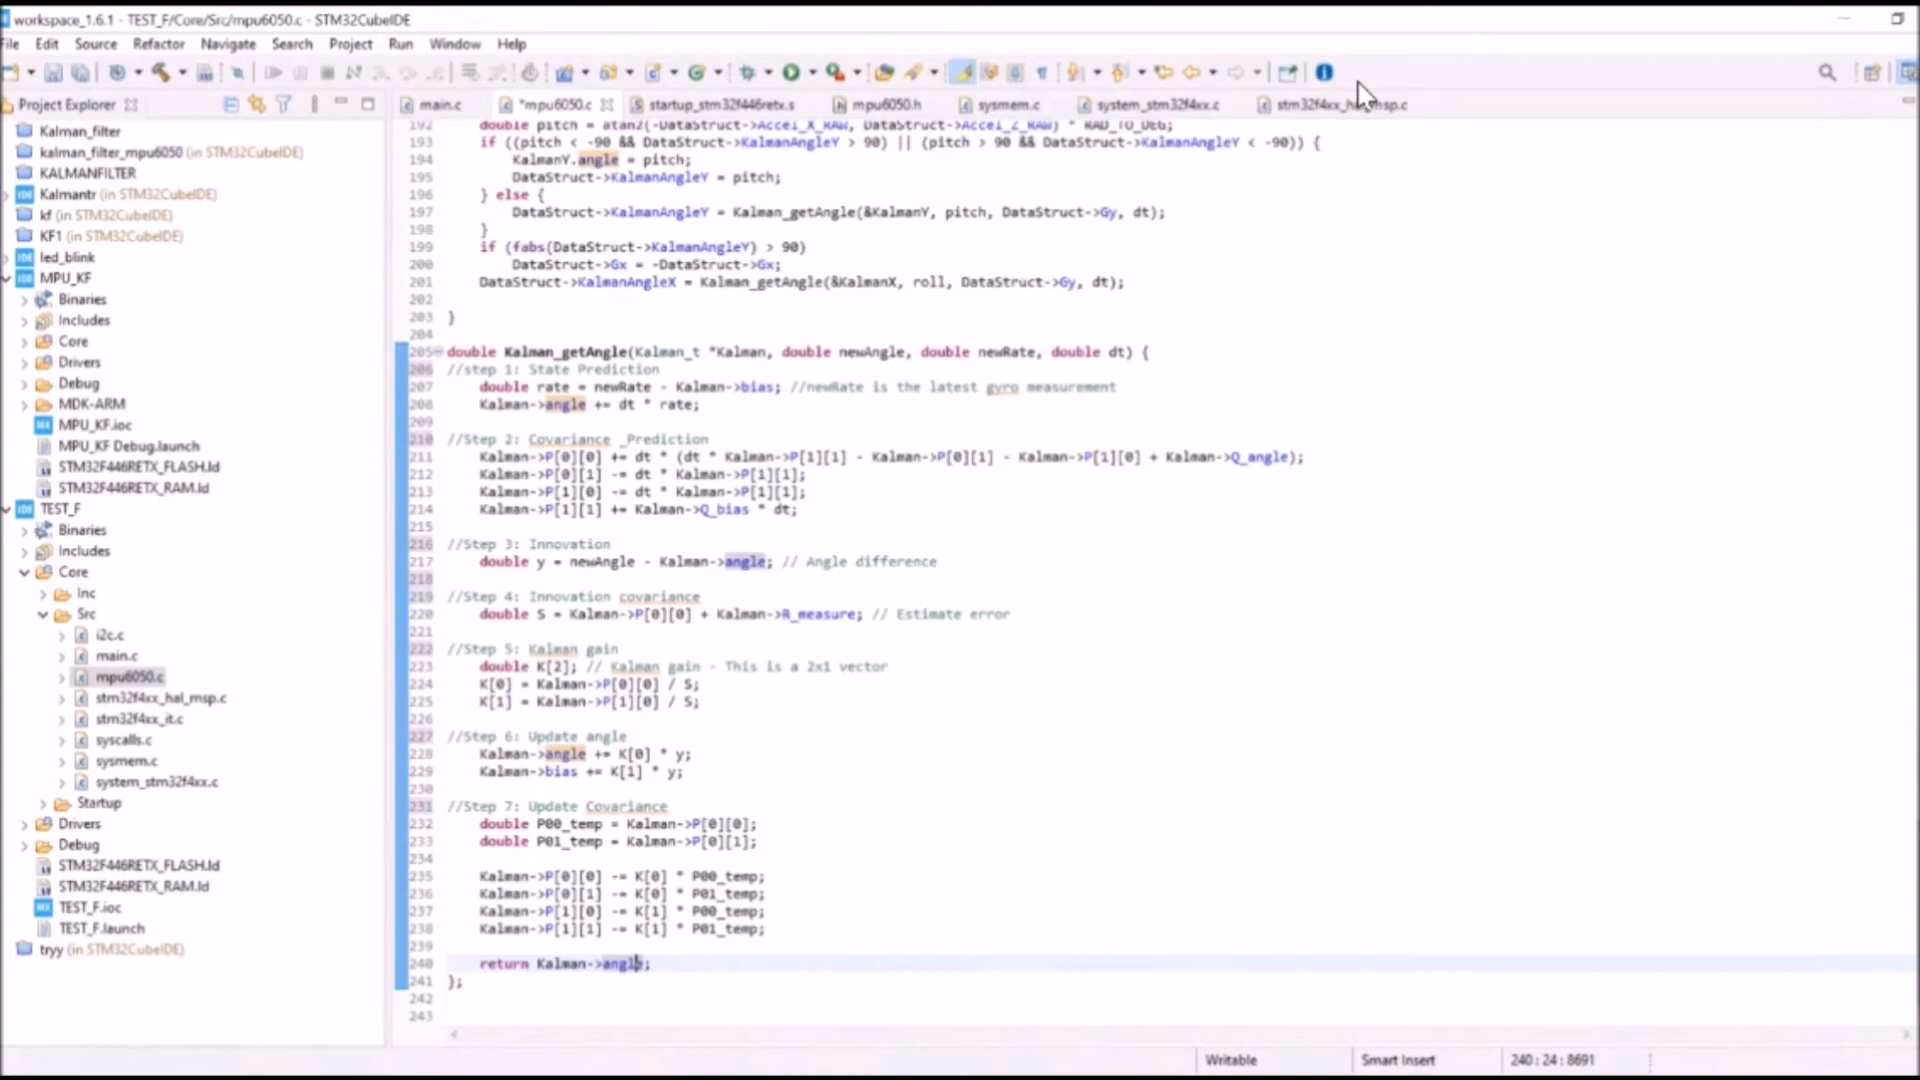 workspace_1.6.1 - TEST_F/Core/Src/mpu6050.c - STM32CubeIDE
File Edit Source Refactor Navigate Search Project Run Window Help
Project Explorer
main.c *mpu6050.c startup_stm32f446retx.s mpu6050.h sysmem.c system_stm32f4xx.c stm32f4xx_hal_msp.c
Kalman_filter
kalman_filter_mpu6050 (in STM32CubeIDE)
KALMANFILTER
Kalmantr (in STM32CubeIDE)
kf (in STM32CubeIDE)
KF1 (in STM32CubeIDE)
led_blink
MPU_KF
Binaries
Includes
Core
Drivers
Debug
MDK-ARM
MPU_KF.ioc
MPU_KF Debug.launch
STM32F446RETX_FLASH.ld
STM32F446RETX_RAM.ld
TEST_F
Binaries
Includes
Core
Inc
Src
i2c.c
main.c
mpu6050.c
stm32f4xx_hal_msp.c
stm32f4xx_it.c
syscalls.c
sysmem.c
system_stm32f4xx.c
Startup
Drivers
Debug
STM32F446RETX_FLASH.ld
STM32F446RETX_RAM.ld
TEST_F.ioc
TEST_F.launch
tryy (in STM32CubeIDE)
192 double pitch = atan2(-DataStruct->Accel_X_RAW, DataStruct->Accel_Z_RAW) * RAD_TO_DEG;
193 if ((pitch < -90 && DataStruct->KalmanAngleY > 90) || (pitch > 90 && DataStruct->KalmanAngleY < -90)) {
194 KalmanY.angle = pitch;
195 DataStruct->KalmanAngleY = pitch;
196 } else {
197 DataStruct->KalmanAngleY = Kalman_getAngle(&KalmanY, pitch, DataStruct->Gy, dt);
198 }
199 if (fabs(DataStruct->KalmanAngleY) > 90)
200 DataStruct->Gx = -DataStruct->Gx;
201 DataStruct->KalmanAngleX = Kalman_getAngle(&KalmanX, roll, DataStruct->Gy, dt);
202
203 }
204
205 double Kalman_getAngle(Kalman_t *Kalman, double newAngle, double newRate, double dt) {
206 //step 1: State Prediction
207 double rate = newRate - Kalman->bias; //newRate is the latest gyro measurement
208 Kalman->angle += dt * rate;
209
210 //Step 2: Covariance _Prediction
211 Kalman->P[0][0] += dt * (dt * Kalman->P[1][1] - Kalman->P[0][1] - Kalman->P[1][0] + Kalman->Q_angle);
212 Kalman->P[0][1] -= dt * Kalman->P[1][1];
213 Kalman->P[1][0] -= dt * Kalman->P[1][1];
214 Kalman->P[1][1] += Kalman->Q_bias * dt;
215
216 //Step 3: Innovation
217 double y = newAngle - Kalman->angle; // Angle difference
218
219 //Step 4: Innovation covariance
220 double S = Kalman->P[0][0] + Kalman->R_measure; // Estimate error
221
222 //Step 5: Kalman gain
223 double K[2]; // Kalman gain - This is a 2x1 vector
224 K[0] = Kalman->P[0][0] / S;
225 K[1] = Kalman->P[1][0] / S;
226
227 //Step 6: Update angle
228 Kalman->angle += K[0] * y;
229 Kalman->bias += K[1] * y;
230
231 //Step 7: Update Covariance
232 double P00_temp = Kalman->P[0][0];
233 double P01_temp = Kalman->P[0][1];
234
235 Kalman->P[0][0] -= K[0] * P00_temp;
236 Kalman->P[0][1] -= K[0] * P01_temp;
237 Kalman->P[1][0] -= K[1] * P00_temp;
238 Kalman->P[1][1] -= K[1] * P01_temp;
239
240 return Kalman->angle;
241 };
242
243
Writable Smart Insert 240 : 24 : 8691